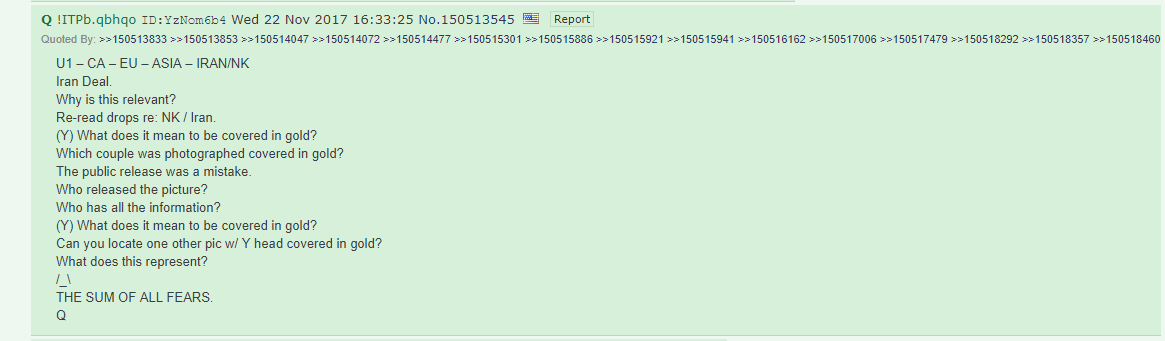 Q !ITPb.qbhqo ID:YzNom6b4 Wed 22 Nov 2017 16:33:25 No.150513545 Report
Quoted By: >>150513833 >>150513853 >>150514047 >>150514072 >>150514477 >>150515301 >>150515886 >>150515921 >>150515941 >>150516162 >>150517006 >>150517479 >>150518292 >>150518357 >>150518460
U1 – CA – EU – ASIA – IRAN/NK
Iran Deal.
Why is this relevant?
Re-read drops re: NK / Iran.
(Y) What does it mean to be covered in gold?
Which couple was photographed covered in gold?
The public release was a mistake.
Who released the picture?
Who has all the information?
(Y) What does it mean to be covered in gold?
Can you locate one other pic w/ Y head covered in gold?
What does this represent?
/_\
THE SUM OF ALL FEARS.
Q